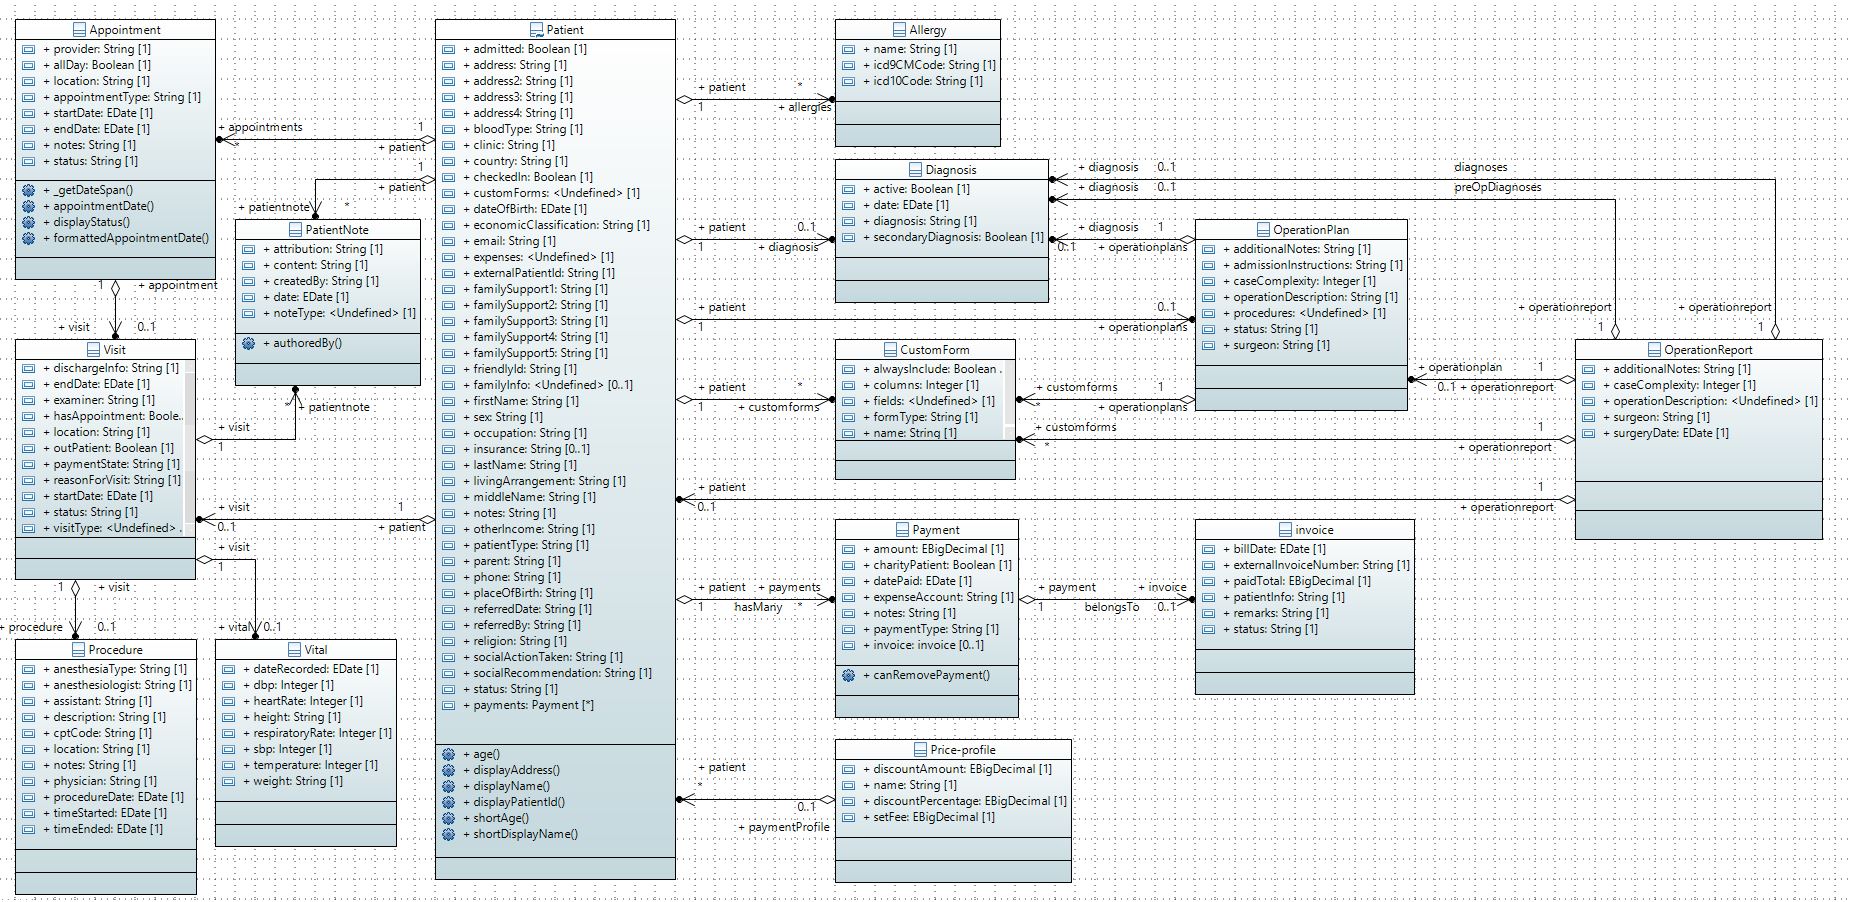 Appointment
+ provider: String [1]
+ allDay: Boolean [1]
+ location: String [1]
+ appointmentType: String [1]
+ startDate: EDate [1]
+ endDate: EDate [1]
+ notes: String [1]
+ status: String [1]
+ _getDateSpan()
+ appointmentDate()
+ displayStatus()
+ formattedAppointmentDate()
+ appointments
*
1
+ patient
1
+ patient
+ patientnote
*
1
+ appointment
+ visit
0..1
PatientNote
+ attribution: String [1]
+ content: String [1]
+ createdBy: String [1]
+ date: EDate [1]
+ noteType: <Undefined> [1]
+ authoredBy()
Visit
+ dischargeInfo: String [1]
+ endDate: EDate [1]
+ examiner: String [1]
+ hasAppointment: Boole..
+ location: String [1]
+ outPatient: Boolean [1]
+ paymentState: String [1]
+ reasonForVisit: String [1]
+ startDate: EDate [1]
+ status: String [1]
+ visitType: <Undefined> .
*
+ patientnote
+ visit
1
+ visit
0..1
1
+ patient
+ visit
1
1
+ visit
+ procedure
0..1
+ vital
0..1
Procedure
+ anesthesiaType: String [1]
+ anesthesiologist: String [1]
+ assistant: String [1]
+ description: String [1]
+ cptCode: String [1]
+ location: String [1]
+ notes: String [1]
+ physician: String [1]
+ procedureDate: EDate [1]
+ timeStarted: EDate [1]
+ timeEnded: EDate [1]
Vital
+ dateRecorded: EDate [1]
+ dbp: Integer [1]
+ heartRate: Integer [1]
+ height: String [1]
+ respiratoryRate: Integer [1]
+ sbp: Integer [1]
+ temperature: Integer [1]
+ weight: String [1]
Patient
+ admitted: Boolean [1]
+ address: String [1]
+ address2: String [1]
+ address3: String [1]
+ address4: String [1]
+ bloodType: String [1]
+ clinic: String [1]
+ country: String [1]
+ checkedIn: Boolean [1]
+ customForms: <Undefined> [1]
+ dateOfBirth: EDate [1]
+ economicClassification: String [1]
+ email: String [1]
+ expenses: <Undefined> [1]
+ externalPatientId: String [1]
+ familySupport1: String [1]
+ familySupport2: String [1]
+ familySupport3: String [1]
+ familySupport4: String [1]
+ familySupport5: String [1]
+ friendlyId: String [1]
+ familyInfo: <Undefined> [0..1]
+ firstName: String [1]
+ sex: String [1]
+ occupation: String [1]
+ insurance: String [0..1]
+ lastName: String [1]
+ livingArrangement: String [1]
+ middleName: String [1]
+ notes: String [1]
+ otherIncome: String [1]
+ patientType: String [1]
+ parent: String [1]
+ phone: String [1]
+ placeOfBirth: String [1]
+ referredDate: String [1]
+ referredBy: String [1]
+ religion: String [1]
+ socialActionTaken: String [1]
+ socialRecommendation: String [1]
+ status: String [1]
+ payments: Payment [*]
+ age()
+ displayAddress()
+ displayName()
+ displayPatientId()
+ shortAge()
+ shortDisplayName()
+ patient
*
1
+ allergies
Allergy
+ name: String [1]
+ icd9CMCode: String [1]
+ icd10Code: String [1]
+ patient
0..1
1
+ diagnosis
Diagnosis
+ active: Boolean [1]
+ date: EDate [1]
+ diagnosis: String [1]
+ secondaryDiagnosis: Boolean [1]
+ diagnosis
0..1
diagnoses
+ diagnosis
0..1
preOpDiagnoses
+ diagnosis
1
0..1
+ operationplans
OperationPlan
+ additionalNotes: String [1]
+ admissionInstructions: String [1]
+ caseComplexity: Integer [1]
+ operationDescription: String [1]
+ procedures: <Undefined> [1]
+ status: String [1]
+ surgeon: String [1]
+ patient
0..1
1
+ operationplans
+ operationreport
1
+ operationreport
1
CustomForm
+ alwaysInclude: Boolean .
+ columns: Integer [1]
+ fields: <Undefined> [1]
+ formType: String [1]
+ name: String [1]
+ patient
*
1
+ customforms
+ customforms
1
*
+ operationplans
+ customforms
*
1
+ operationreport
+ operationplan
1
0..1
+ operationreport
OperationReport
+ additionalNotes: String [1]
+ caseComplexity: Integer [1]
+ operationDescription: <Undefined> [1]
+ surgeon: String [1]
+ surgeryDate: EDate [1]
+ patient
0..1
1
+ operationreport
Payment
+ amount: EBigDecimal [1]
+ charityPatient: Boolean [1]
+ datePaid: EDate [1]
+ expenseAccount: String [1]
+ notes: String [1]
+ paymentType: String [1]
+ invoice: invoice [0..1]
+ canRemovePayment()
+ patient
+ payments
1
hasMany
*
+ payment
+ invoice
1
belongsTo
0..1
invoice
+ billDate: EDate [1]
+ externalInvoiceNumber: String [1]
+ paidTotal: EBigDecimal [1]
+ patientInfo: String [1]
+ remarks: String [1]
+ status: String [1]
Price-profile
+ discountAmount: EBigDecimal [1]
+ name: String [1]
+ discountPercentage: EBigDecimal [1]
+ setFee: EBigDecimal [1]
+ patient
*
0..1
+ paymentProfile